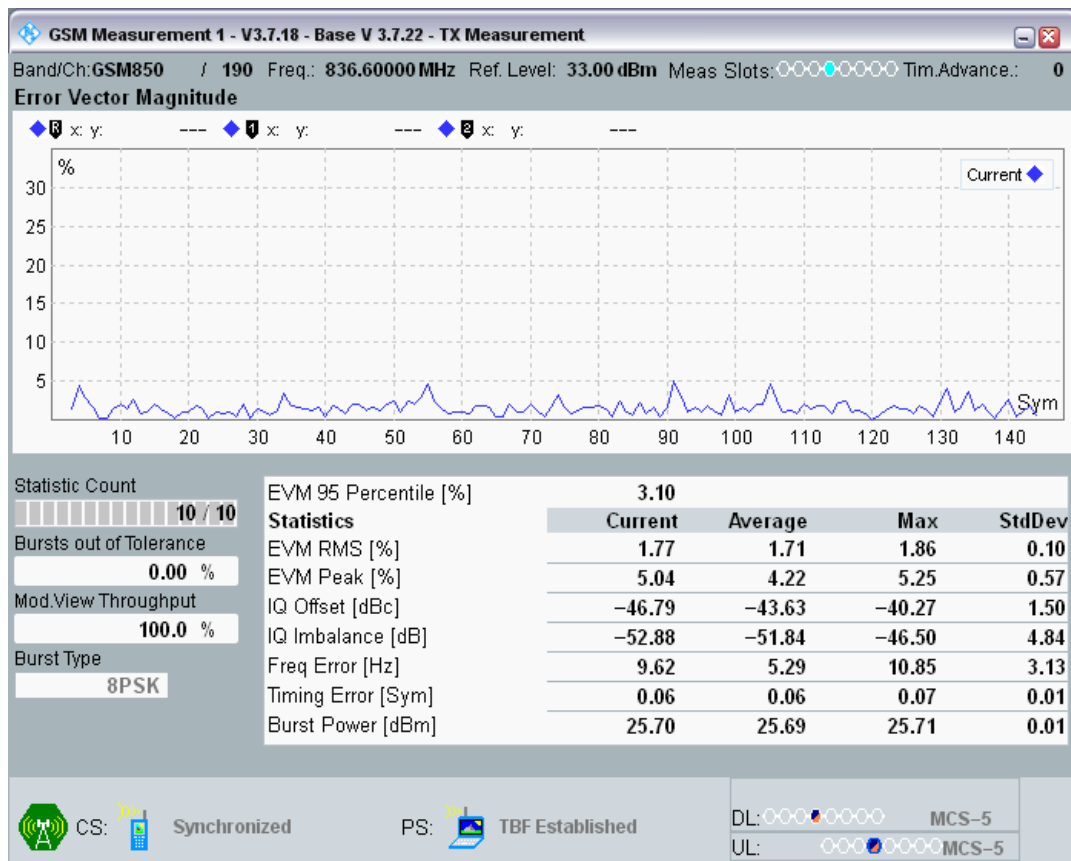 GSM Measurement 1 - V3.7.18 - Base V 3.7.22 - TX Measurement
Band/Ch:GSM850 / 190 Freq.: 836.60000 MHz Ref. Level: 33.00 dBm Meas Slots: Tim.Advance.: 0
Error Vector Magnitude
R x: y: --- 1 x: y: --- 2 x: y: ---
%
Current
30
25
20
15
10
5
Sym
10 20 30 40 50 60 70 80 90 100 110 120 130 140
Statistic Count
10 / 10
Bursts out of Tolerance
0.00 %
Mod.View Throughput
100.0 %
Burst Type
8PSK
EVM 95 Percentile [%] 3.10
Statistics Current Average Max StdDev
EVM RMS [%] 1.77 1.71 1.86 0.10
EVM Peak [%] 5.04 4.22 5.25 0.57
IQ Offset [dBc] −46.79 −43.63 −40.27 1.50
IQ Imbalance [dB] −52.88 −51.84 −46.50 4.84
Freq Error [Hz] 9.62 5.29 10.85 3.13
Timing Error [Sym] 0.06 0.06 0.07 0.01
Burst Power [dBm] 25.70 25.69 25.71 0.01
CS: Synchronized PS: TBF Established
DL: MCS−5
UL: MCS−5